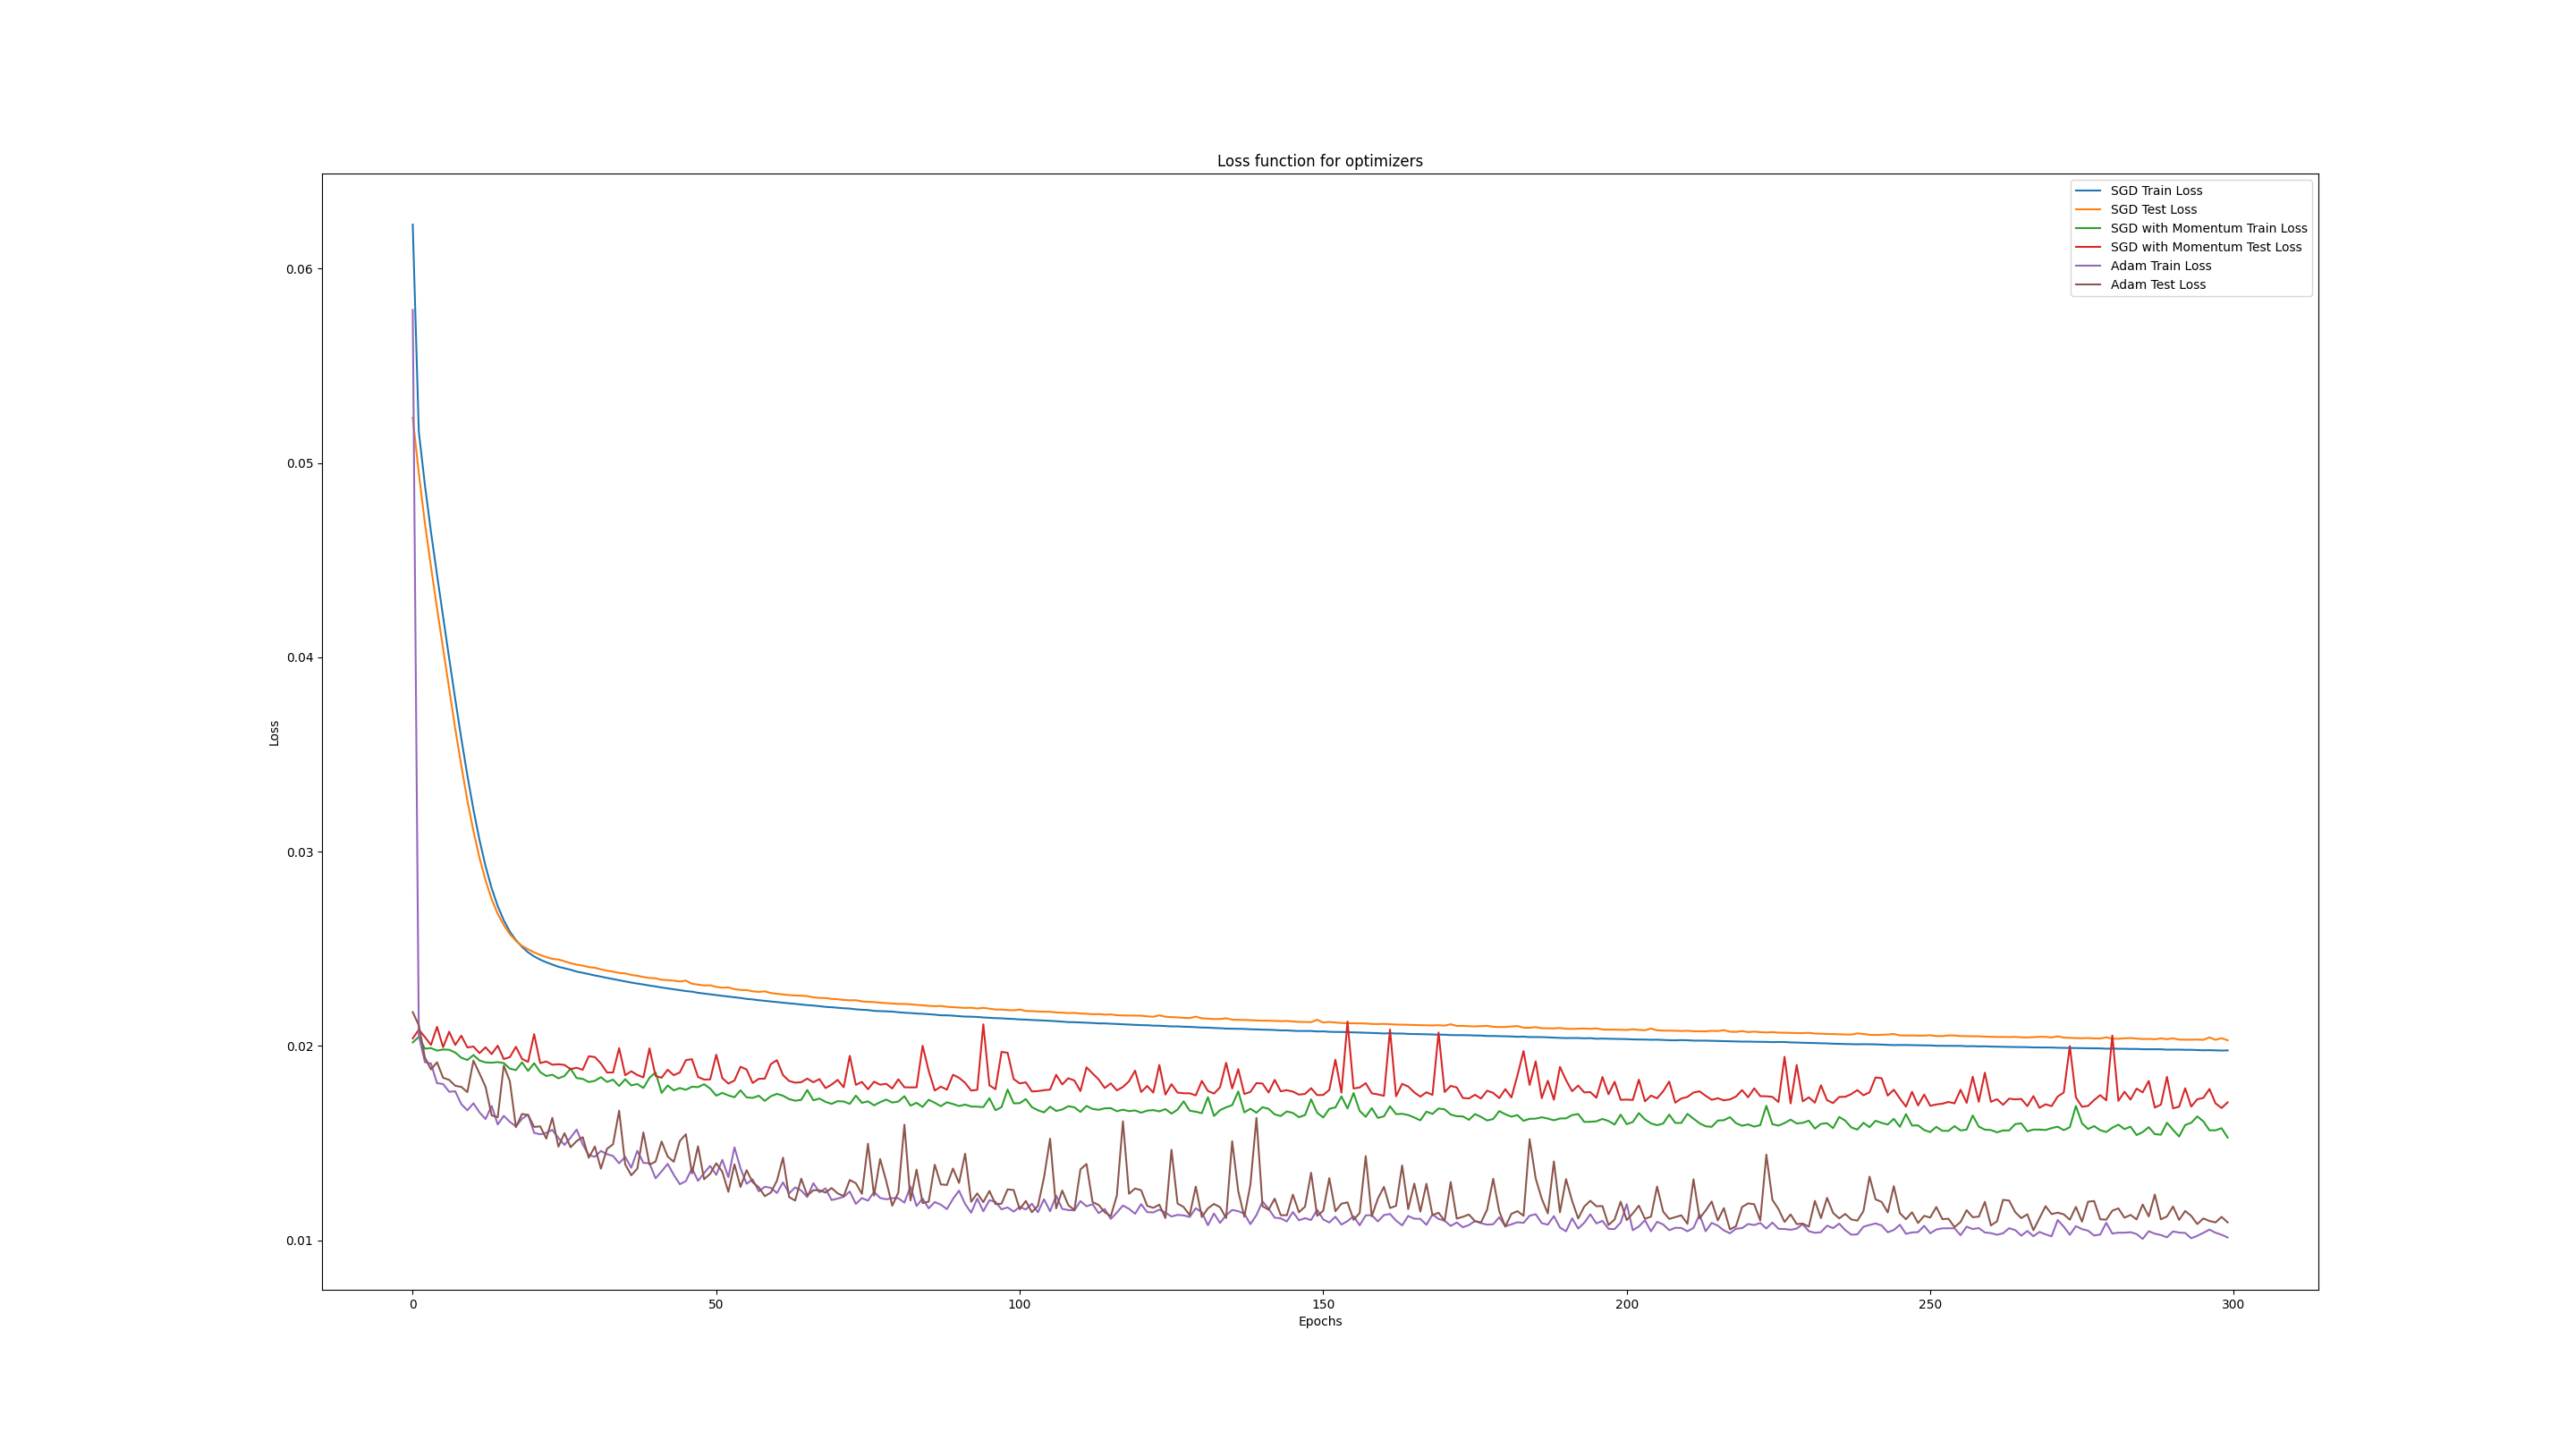 Loss function for optimizers
SGD Train Loss
SGD Test Loss
SGD with Momentum Train Loss
SGD with Momentum Test Loss
Adam Train Loss
Adam Test Loss
0.06
0.05
0.04
0.03
0.02
0.01
Loss
0 50 100 150 200 250 300
Epochs